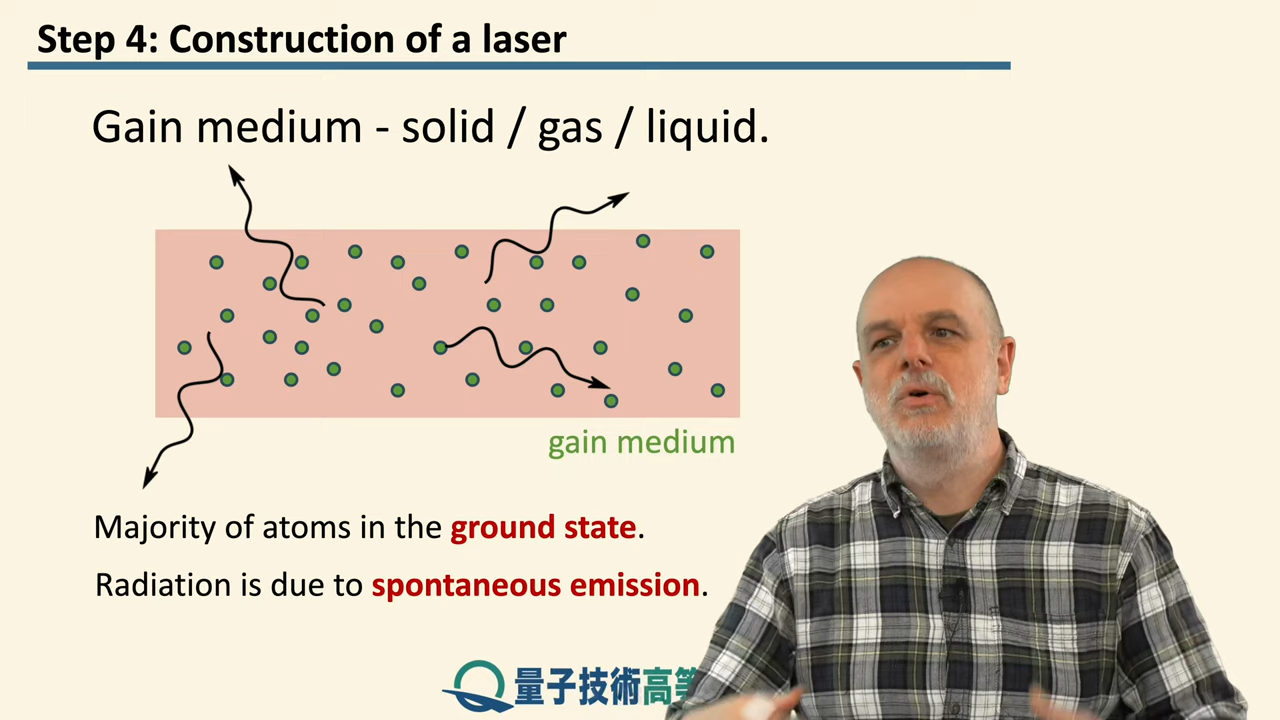 Step 4: Construction of a laser
Gain medium - solid / gas / liquid.
gain medium
Majority of atoms in the ground state.
Radiation is due to spontaneous emission.
量子技術高等